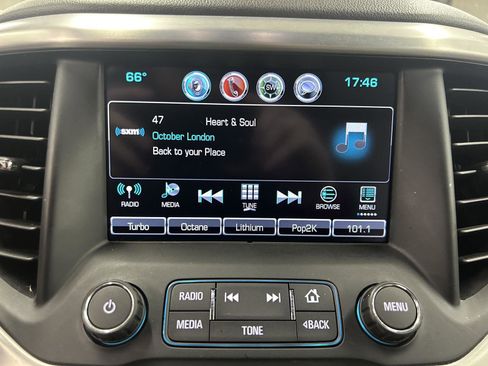 66°
SW
17:46
47 Heart & Soul
((sxm))
October London
Back to your Place
RADIO MEDIA TUNE BROWSE MENU
Turbo Octane Lithium Pop2K 101.1
RADIO
MENU
MEDIA TONE BACK